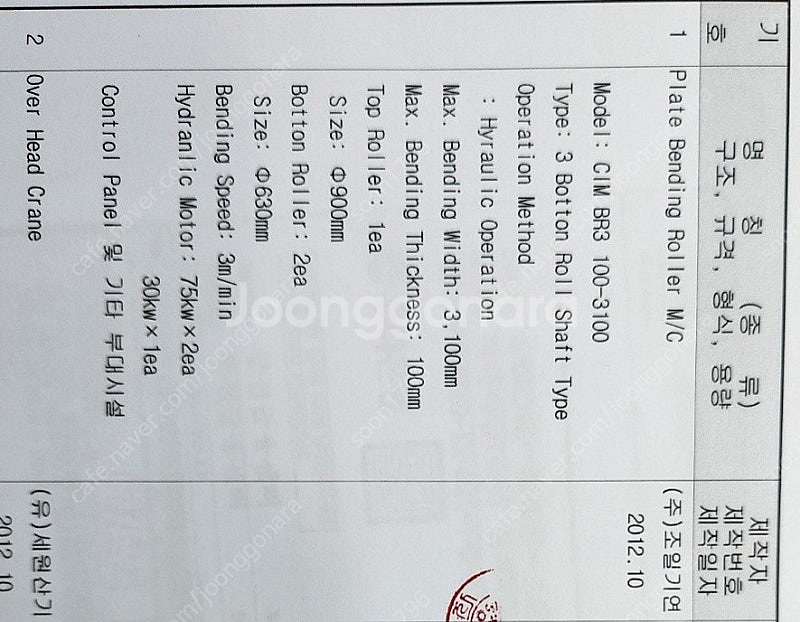 기호
명 칭 (종 류)
구조, 규격, 형식, 용량
제작자
제작번호
제작일자
1 Plate Bending Roller M/C (주)조일기연
Model: CIM BR3 100-3100 2012.10
Type: 3 Botton Roll Shaft Type
Operation Method
: Hyraulic Operation
Max. Bending Width: 3,100mm
Max. Bending Thickness: 100mm
Top Roller: 1ea
Size: Φ900mm
Botton Roller: 2ea
Size: Φ630mm
Bending Speed: 3m/min
Hydranlic Motor: 75kw×2ea
30kw×1ea
Control Panel 및 기타 부대시설
2 Over Head Crane (유)세원산기
2012.10
Joonggonara